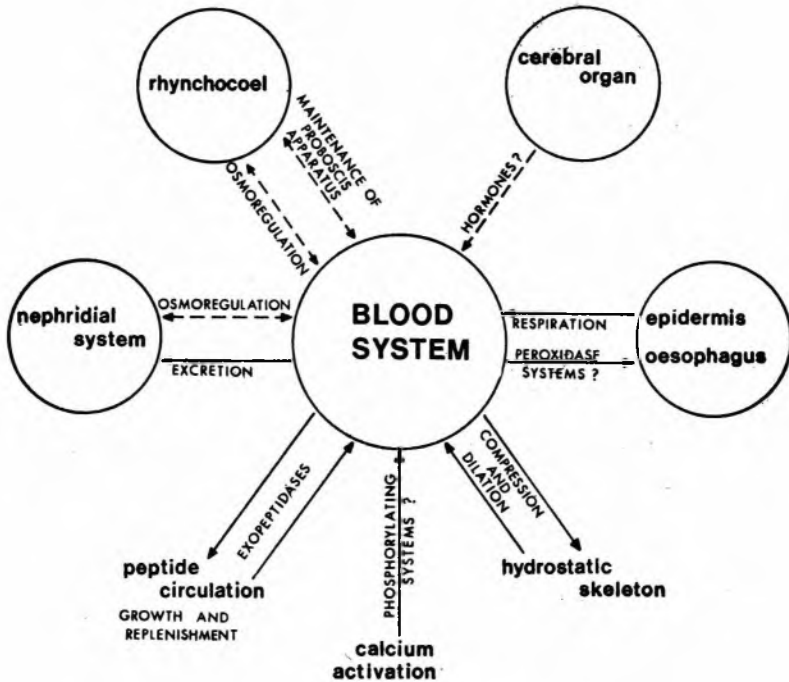 rhynchocoel
cerebral
organ
MAINTENANCE OF
PROBOSCIS
APPARATUS
OSMOREGULATION
HORMONES ?
nephridial
system
OSMOREGULATION
EXCRETION
BLOOD
SYSTEM
RESPIRATION
PEROXIDASE
SYSTEMS ?
epidermis
oesophagus
EXOPEPTIDASES
PHOSPHORYLATING
SYSTEMS ?
COMPRESSION
AND
DILATION
peptide
circulation
GROWTH AND
REPLENISHMENT
hydrostatic
skeleton
calcium
activation